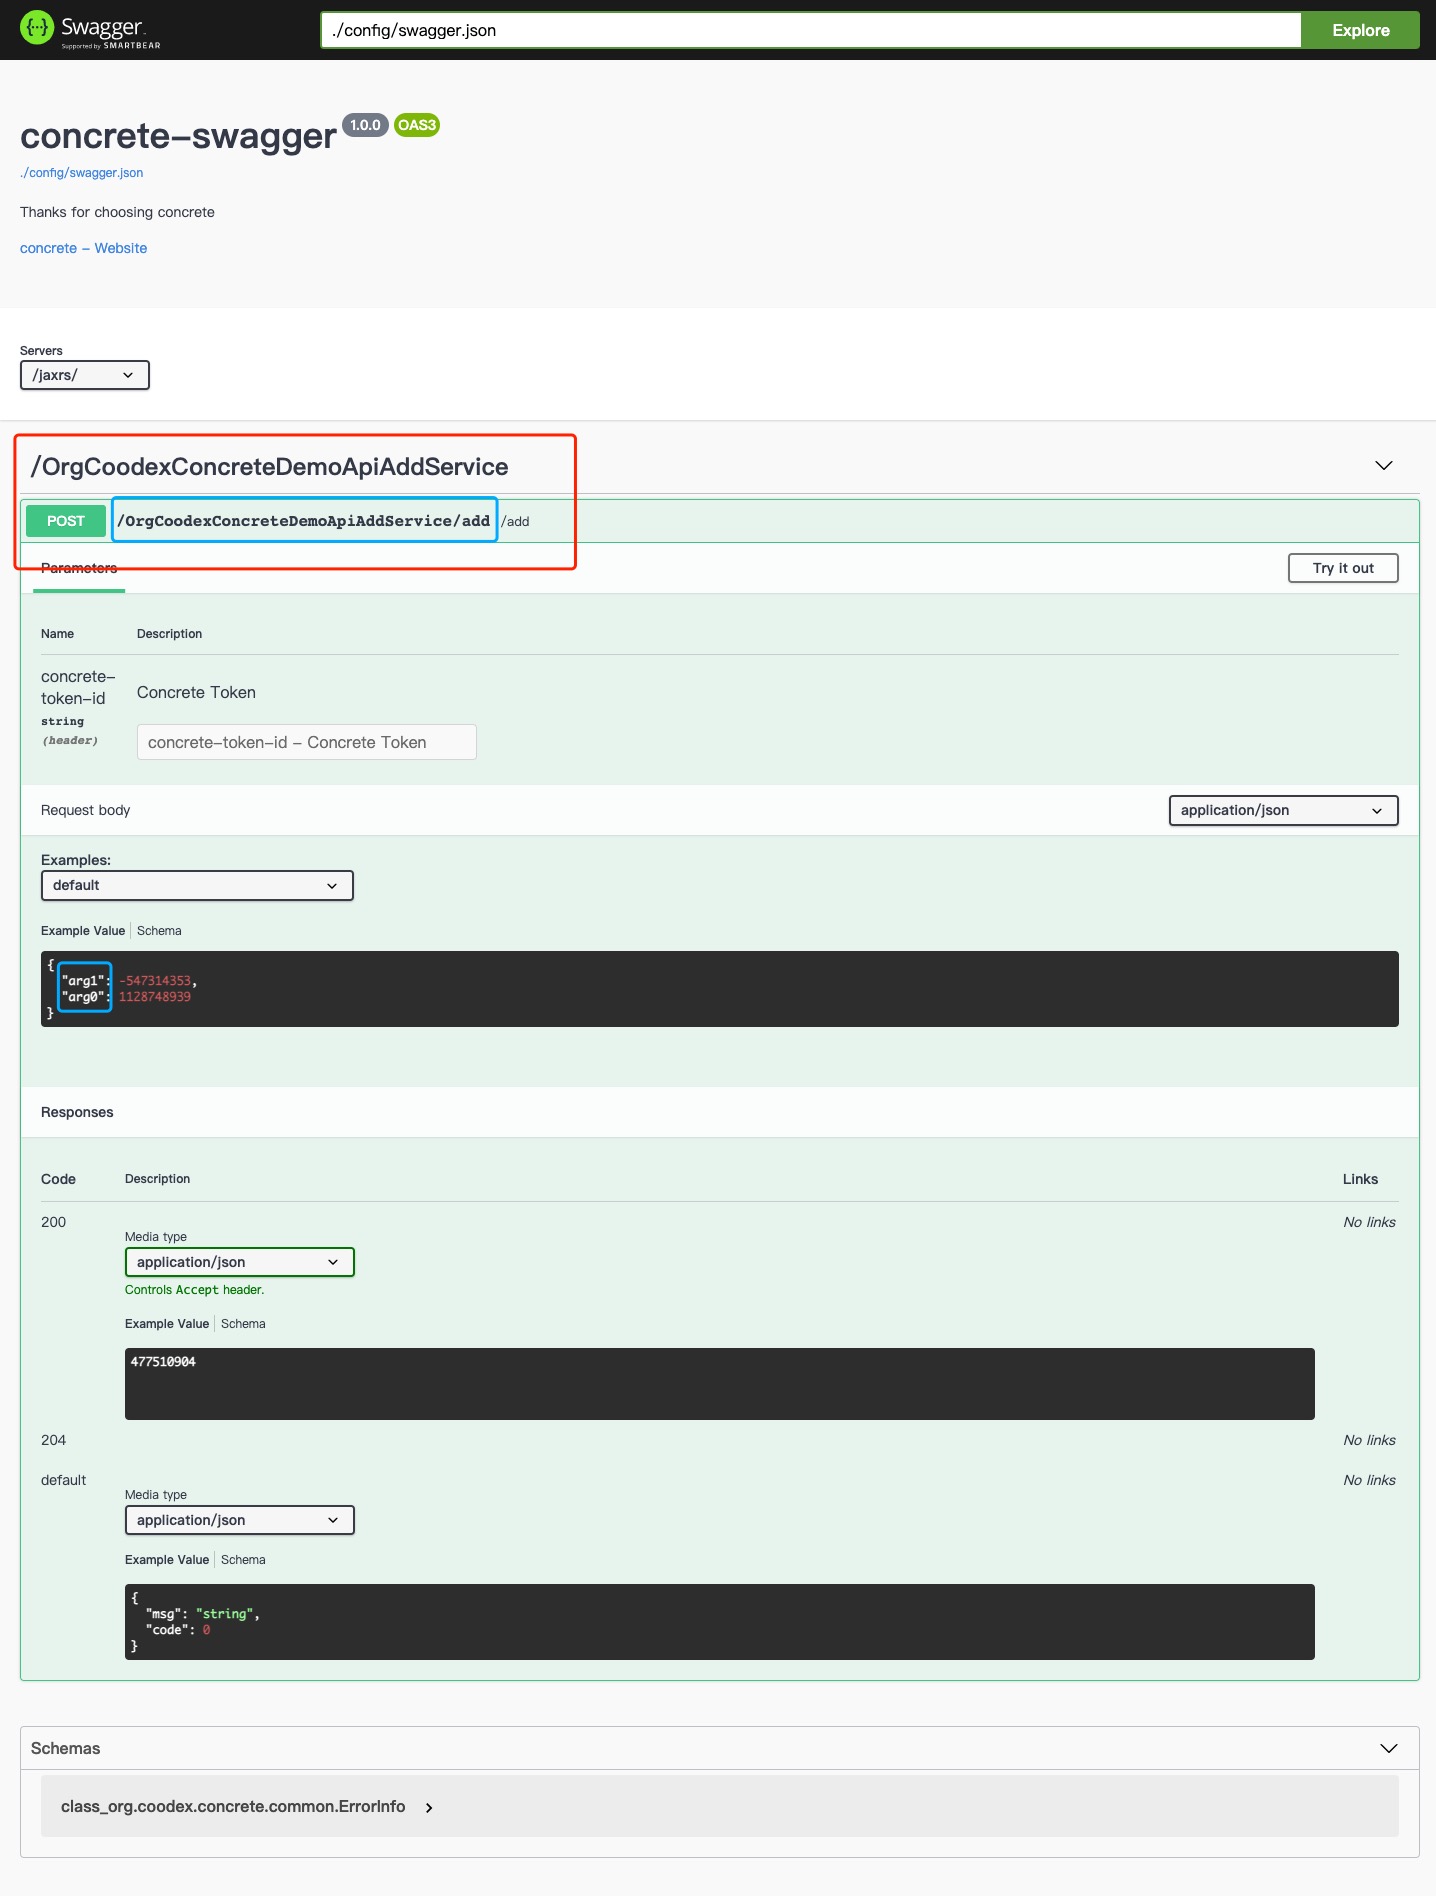 Swagger.
Supported by SMARTBEAR
./config/swagger.json
Explore
concrete-swagger 1.0.0 OAS3
./config/swagger.json
Thanks for choosing concrete
concrete - Website
Servers
/jaxrs/
/OrgCoodexConcreteDemoApiAddService
POST /OrgCoodexConcreteDemoApiAddService/add /add
Parameters
Try it out
Name Description
concrete-
token-id
string
(header)
Concrete Token
concrete-token-id - Concrete Token
Request body
application/json
Examples:
default
Example Value Schema
{
"arg1": -547314353,
"arg0": 1128748939
}
Responses
Code Description Links
200 No links
Media type
application/json
Controls Accept header.
Example Value Schema
477510904
204 No links
default No links
Media type
application/json
Example Value Schema
{
"msg": "string",
"code": 0
}
Schemas
class_org.coodex.concrete.common.ErrorInfo